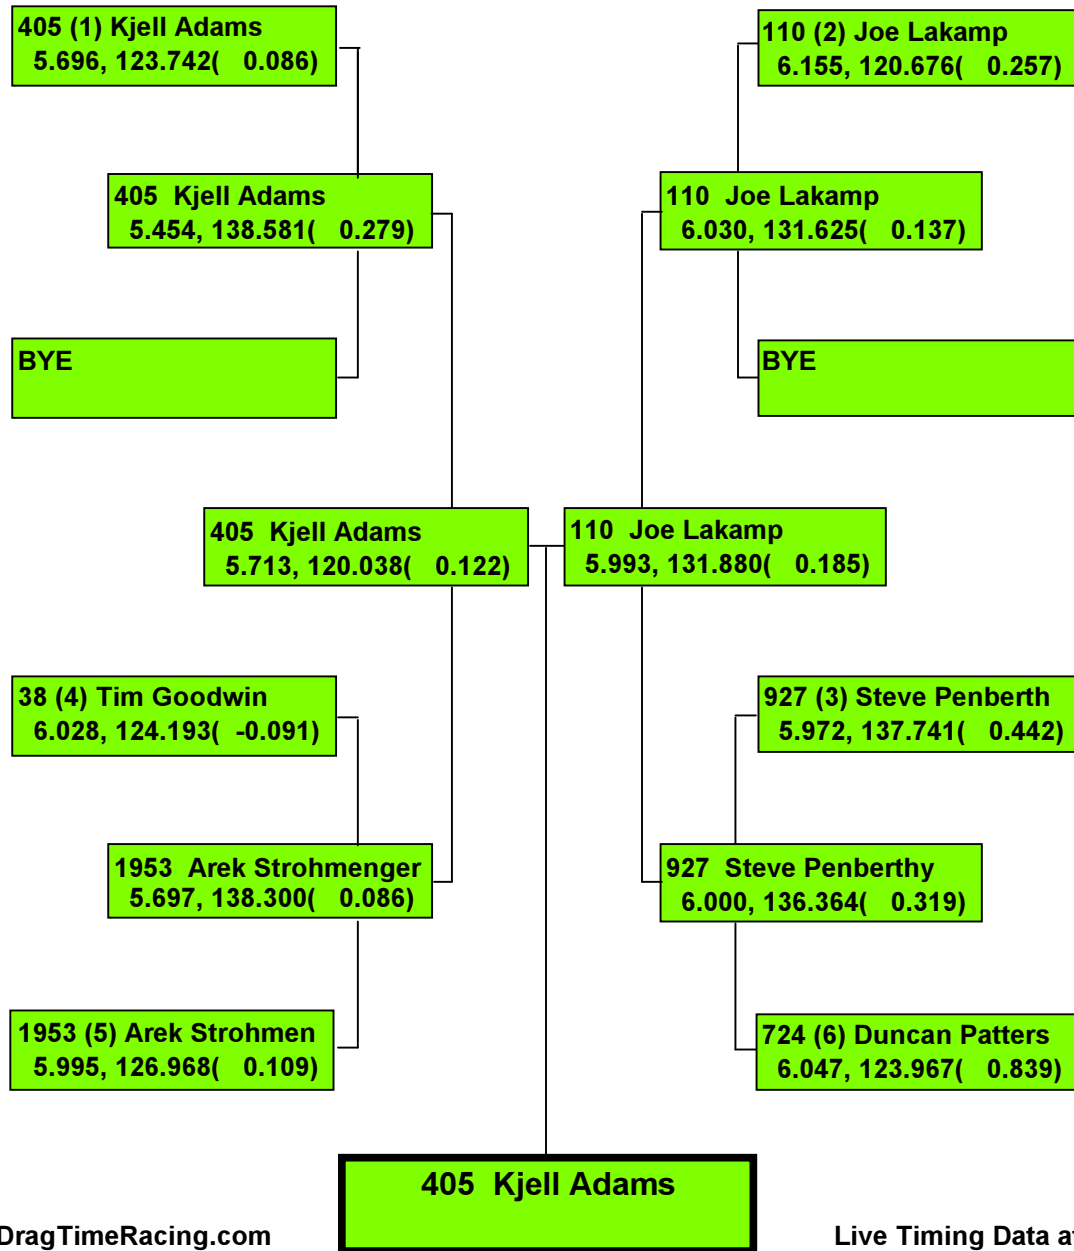 405 (1) Kjell Adams
5.696, 123.742( 0.086)
110 (2) Joe Lakamp
6.155, 120.676( 0.257)
405 Kjell Adams
5.454, 138.581( 0.279)
110 Joe Lakamp
6.030, 131.625( 0.137)
BYE
BYE
405 Kjell Adams
5.713, 120.038( 0.122)
110 Joe Lakamp
5.993, 131.880( 0.185)
38 (4) Tim Goodwin
6.028, 124.193( -0.091)
927 (3) Steve Penberth
5.972, 137.741( 0.442)
1953 Arek Strohmenger
5.697, 138.300( 0.086)
927 Steve Penberthy
6.000, 136.364( 0.319)
1953 (5) Arek Strohmen
5.995, 126.968( 0.109)
724 (6) Duncan Patters
6.047, 123.967( 0.839)
405 Kjell Adams
DragTimeRacing.com
Live Timing Data at